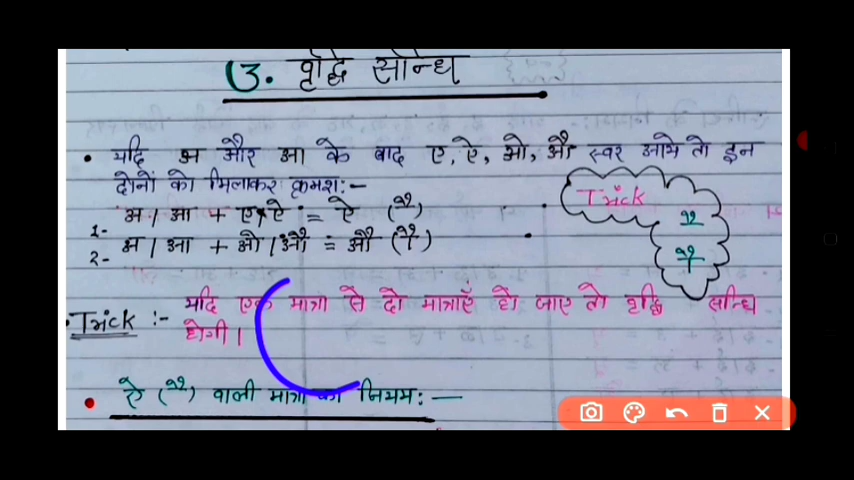 3. वृद्धि सन्धि
• यदि अ और आ के बाद ए, ऐ, ओ, औ स्वर आये तो इन
दोनों को मिलाकर क्रमश:-
1- अ / आ + ए/ऐ = ऐ (ै)
2- अ / आ + ओ / औ = औ (ौ)
Trick
ै
ौ
Trick :- यदि एक मात्रा से दो मात्राएँ हो जाए तो वृद्धि सन्धि
होगी।
• ऐ (ै) वाली मात्रा का नियम: —